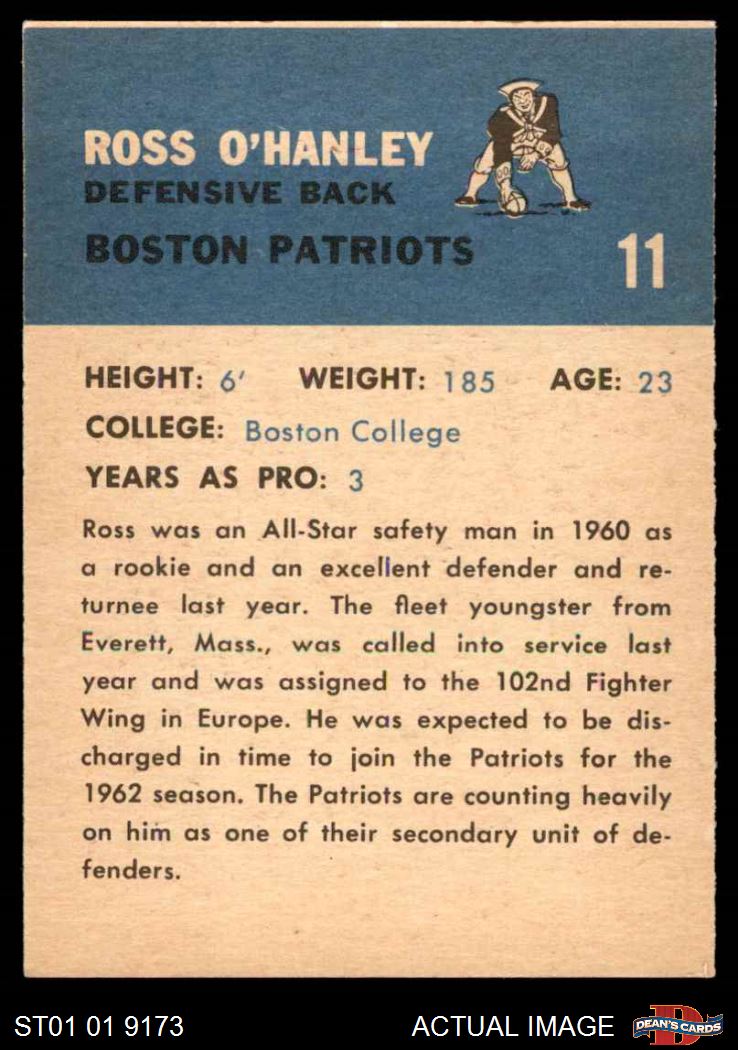 ROSS O'HANLEY
DEFENSIVE BACK
BOSTON PATRIOTS
11
HEIGHT: 6' WEIGHT: 185 AGE: 23
COLLEGE: Boston College
YEARS AS PRO: 3
Ross was an All-Star safety man in 1960 as
a rookie and an excellent defender and re-
turnee last year. The fleet youngster from
Everett, Mass., was called into service last
year and was assigned to the 102nd Fighter
Wing in Europe. He was expected to be dis-
charged in time to join the Patriots for the
1962 season. The Patriots are counting heavily
on him as one of their secondary unit of de-
fenders.
ST01 01 9173 ACTUAL IMAGE D DEAN'S CARDS